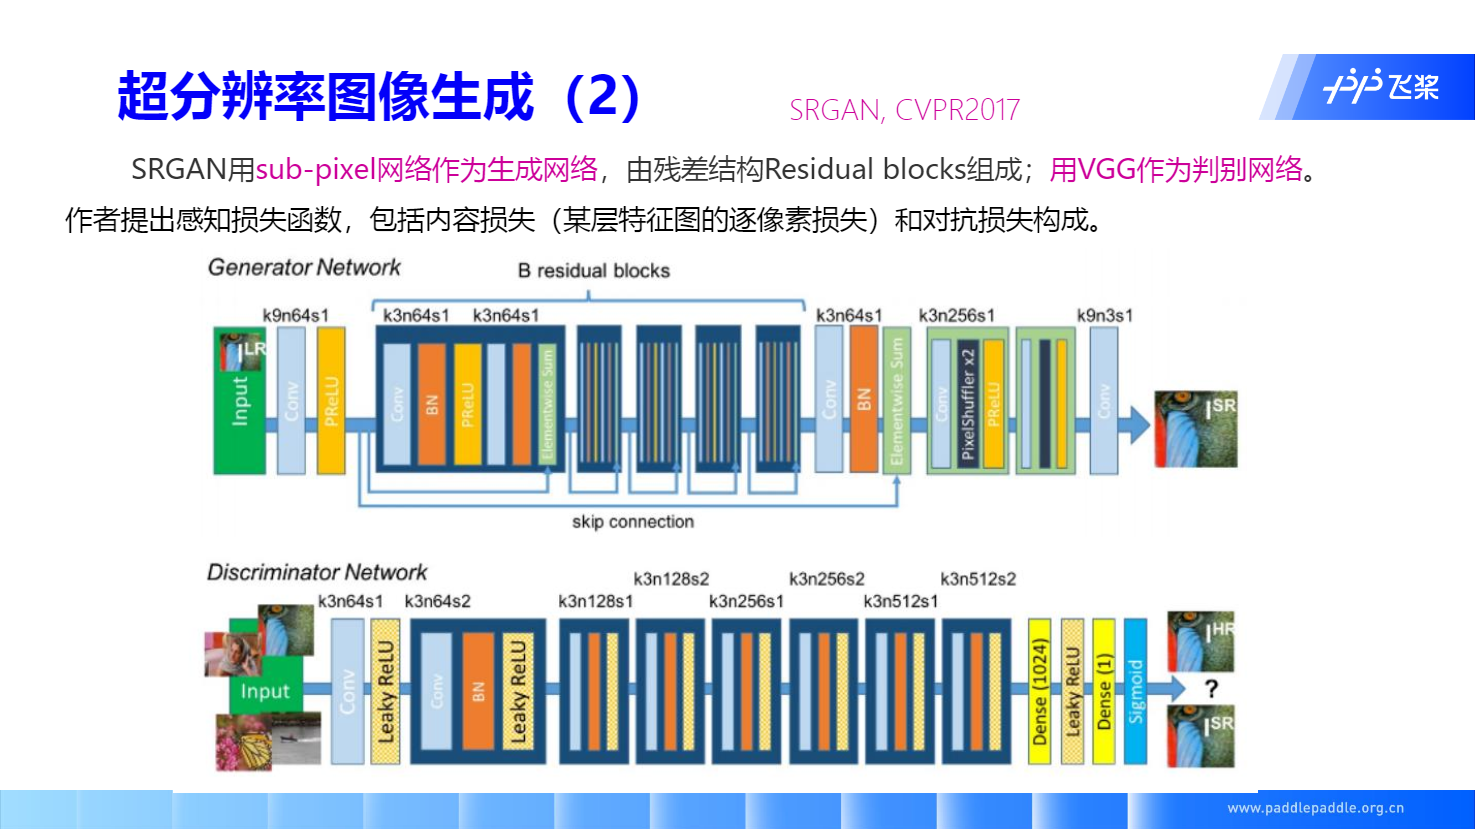 超分辨率图像生成（2）
SRGAN, CVPR2017
飞桨
SRGAN用sub-pixel网络作为生成网络，由残差结构Residual blocks组成；用VGG作为判别网络。
作者提出感知损失函数，包括内容损失（某层特征图的逐像素损失）和对抗损失构成。
Generator Network
B residual blocks
k9n64s1 k3n64s1 k3n64s1 k3n64s1 k3n256s1 k9n3s1
Input
I LR
Conv
PReLU
Conv
BN
PReLU
Elementwise Sum
Conv
BN
Elementwise Sum
Conv
PixelShuffler x2
PReLU
Conv
I SR
skip connection
Discriminator Network
k3n128s2 k3n256s2 k3n512s2
k3n64s1 k3n64s2 k3n128s1 k3n256s1 k3n512s1
Input
Conv
Leaky ReLU
Conv
BN
Leaky ReLU
Dense (1024)
Leaky ReLU
Dense (1)
Sigmoid
I HR
?
I SR
www.paddlepaddle.org.cn